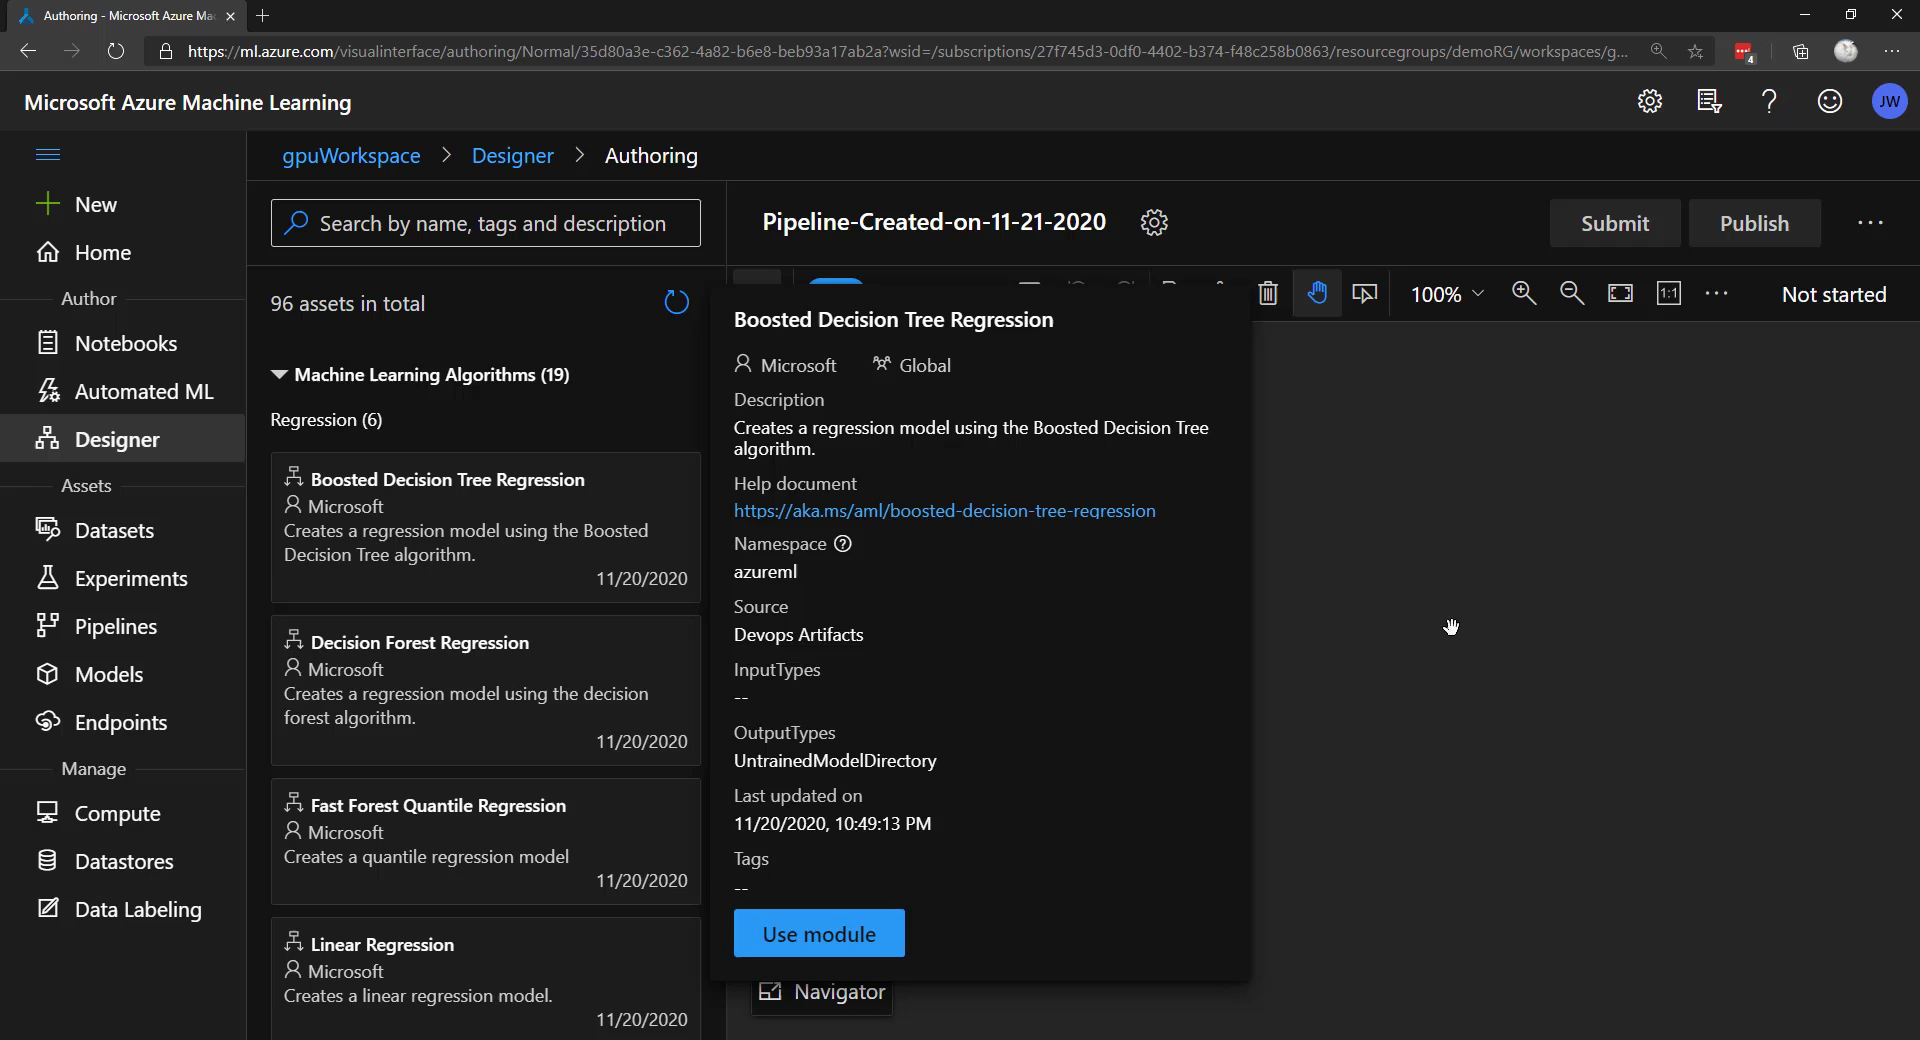 Authoring - Microsoft Azure Mac
https://ml.azure.com/visualinterface/authoring/Normal/35d80a3e-c362-4a82-b6e8-beb93a17ab2a?wsid=/subscriptions/27f745d3-0df0-4402-b374-f48c258b0863/resourcegroups/demoRG/workspaces/g...
4
Microsoft Azure Machine Learning
JW
gpuWorkspace > Designer > Authoring
New
Home
Author
Notebooks
Automated ML
Designer
Assets
Datasets
Experiments
Pipelines
Models
Endpoints
Manage
Compute
Datastores
Data Labeling
Search by name, tags and description
96 assets in total
Machine Learning Algorithms (19)
Regression (6)
Boosted Decision Tree Regression
Microsoft
Creates a regression model using the Boosted
Decision Tree algorithm.
11/20/2020
Decision Forest Regression
Microsoft
Creates a regression model using the decision
forest algorithm.
11/20/2020
Fast Forest Quantile Regression
Microsoft
Creates a quantile regression model
11/20/2020
Linear Regression
Microsoft
Creates a linear regression model.
11/20/2020
Pipeline-Created-on-11-21-2020
Submit
Publish
100%
1:1
Not started
Boosted Decision Tree Regression
Microsoft Global
Description
Creates a regression model using the Boosted Decision Tree
algorithm.
Help document
https://aka.ms/aml/boosted-decision-tree-regression
Namespace
azureml
Source
Devops Artifacts
InputTypes
--
OutputTypes
UntrainedModelDirectory
Last updated on
11/20/2020, 10:49:13 PM
Tags
--
Use module
Navigator